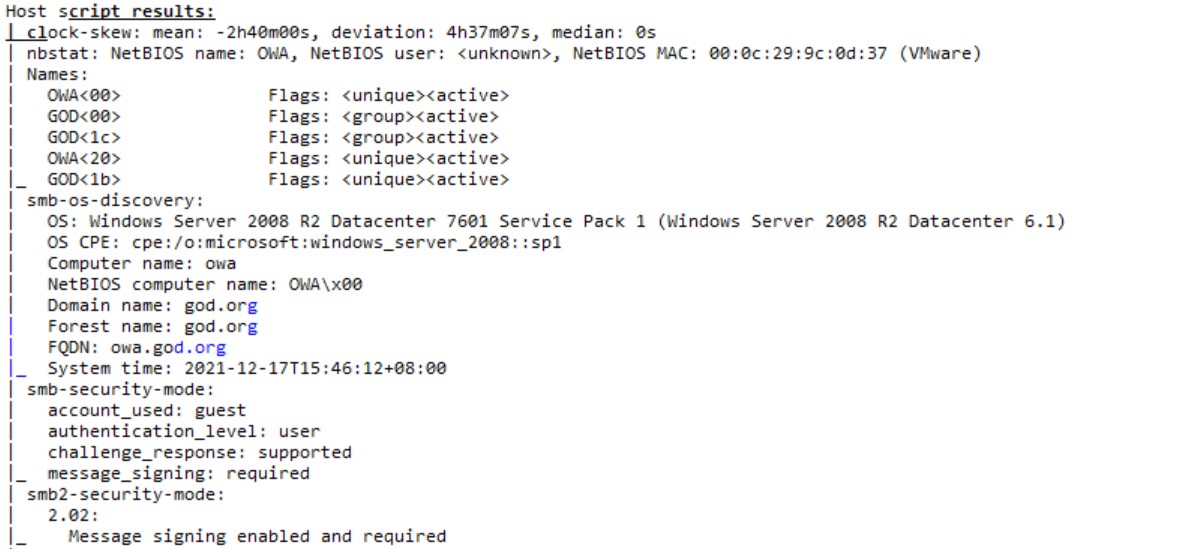 Host script results:
| clock-skew: mean: -2h40m00s, deviation: 4h37m07s, median: 0s
| nbstat: NetBIOS name: OWA, NetBIOS user: <unknown>, NetBIOS MAC: 00:0c:29:9c:0d:37 (VMware)
| Names:
|   OWA<00>              Flags: <unique><active>
|   GOD<00>              Flags: <group><active>
|   GOD<1c>              Flags: <group><active>
|   OWA<20>              Flags: <unique><active>
|_  GOD<1b>              Flags: <unique><active>
| smb-os-discovery:
|   OS: Windows Server 2008 R2 Datacenter 7601 Service Pack 1 (Windows Server 2008 R2 Datacenter 6.1)
|   OS CPE: cpe:/o:microsoft:windows_server_2008::sp1
|   Computer name: owa
|   NetBIOS computer name: OWA\x00
|   Domain name: god.org
|   Forest name: god.org
|   FQDN: owa.god.org
|_  System time: 2021-12-17T15:46:12+08:00
| smb-security-mode:
|   account_used: guest
|   authentication_level: user
|   challenge_response: supported
|_  message_signing: required
| smb2-security-mode:
|   2.02:
|_    Message signing enabled and required